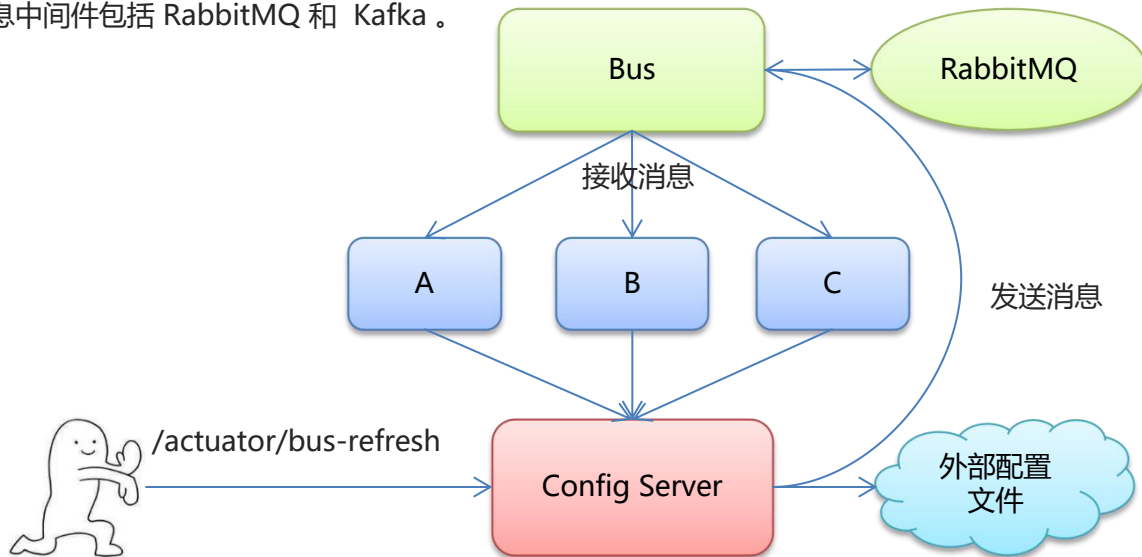 息中间件包括 RabbitMQ 和 Kafka 。
Bus
RabbitMQ
接收消息
A
B
C
发送消息
/actuator/bus-refresh
Config Server
外部配置
文件